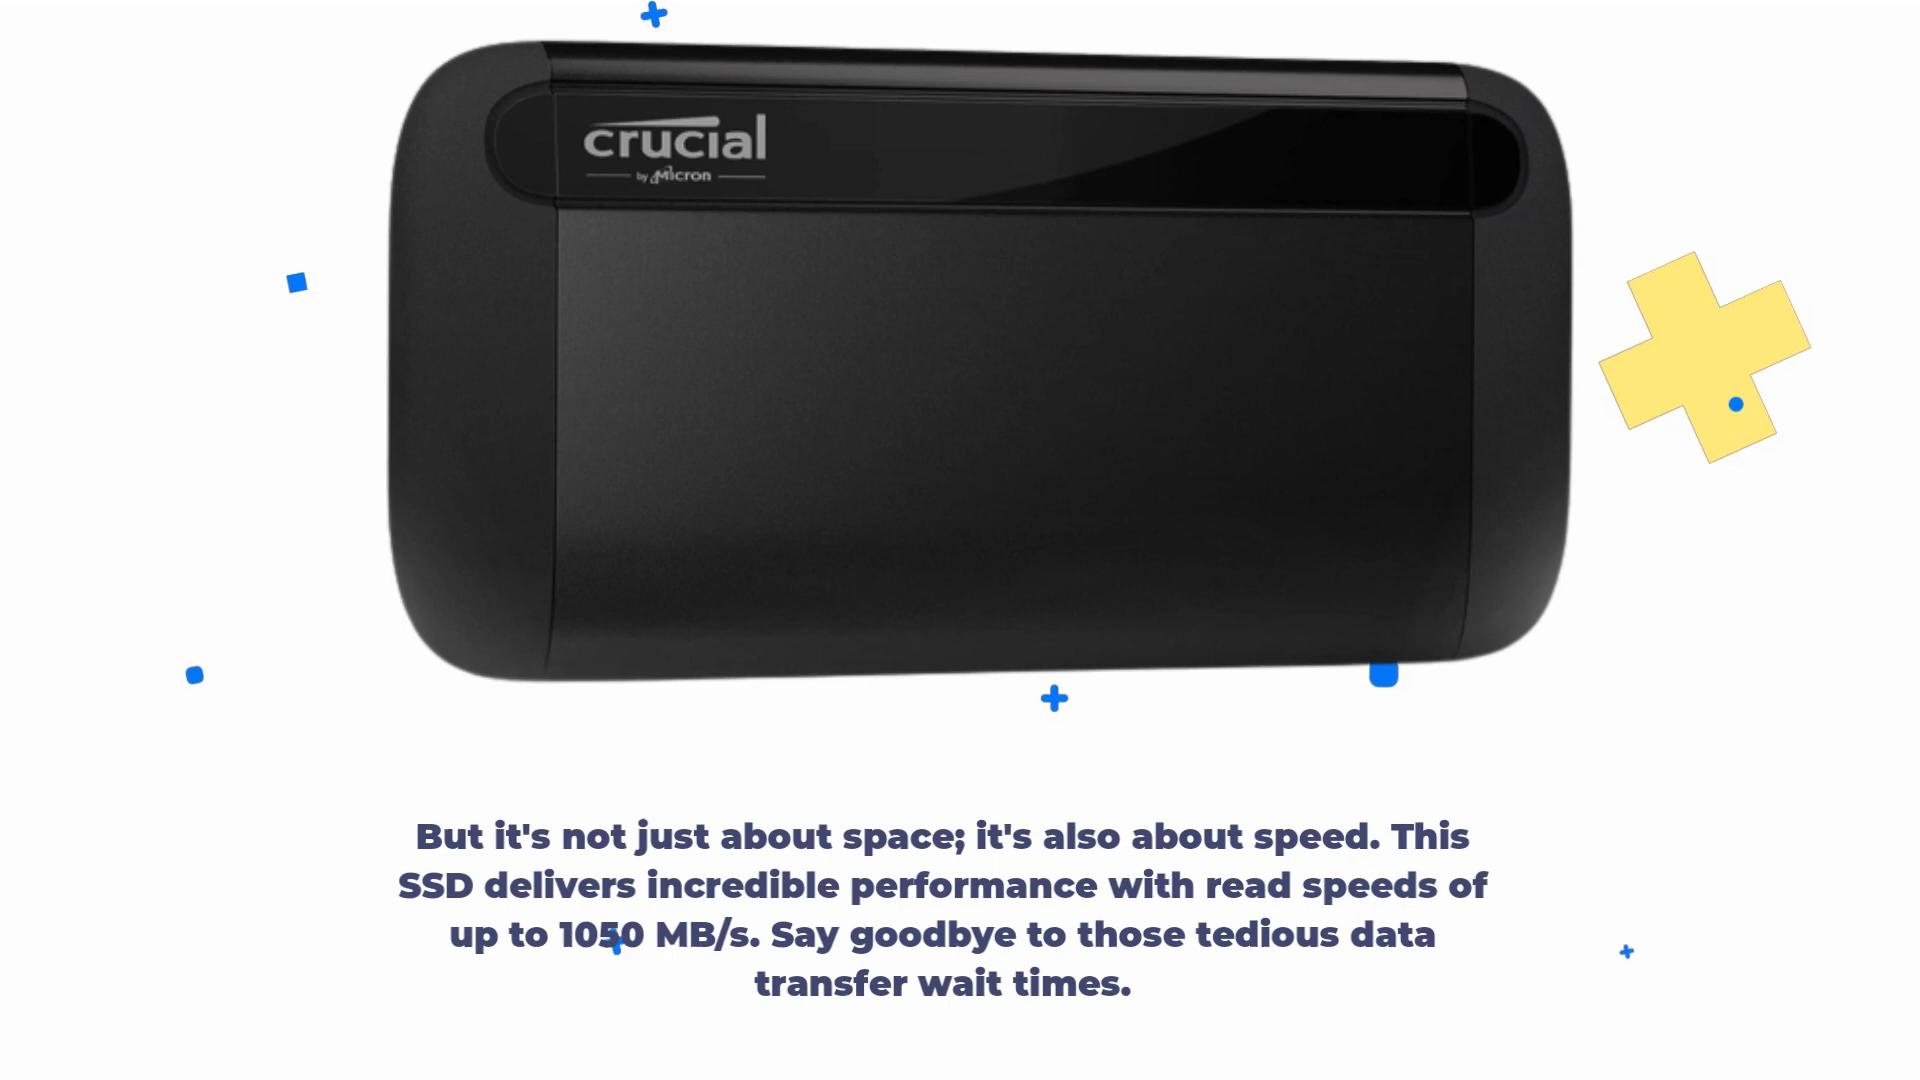 crucial
by Micron
But it's not just about space; it's also about speed. This
SSD delivers incredible performance with read speeds of
up to 1050 MB/s. Say goodbye to those tedious data
transfer wait times.